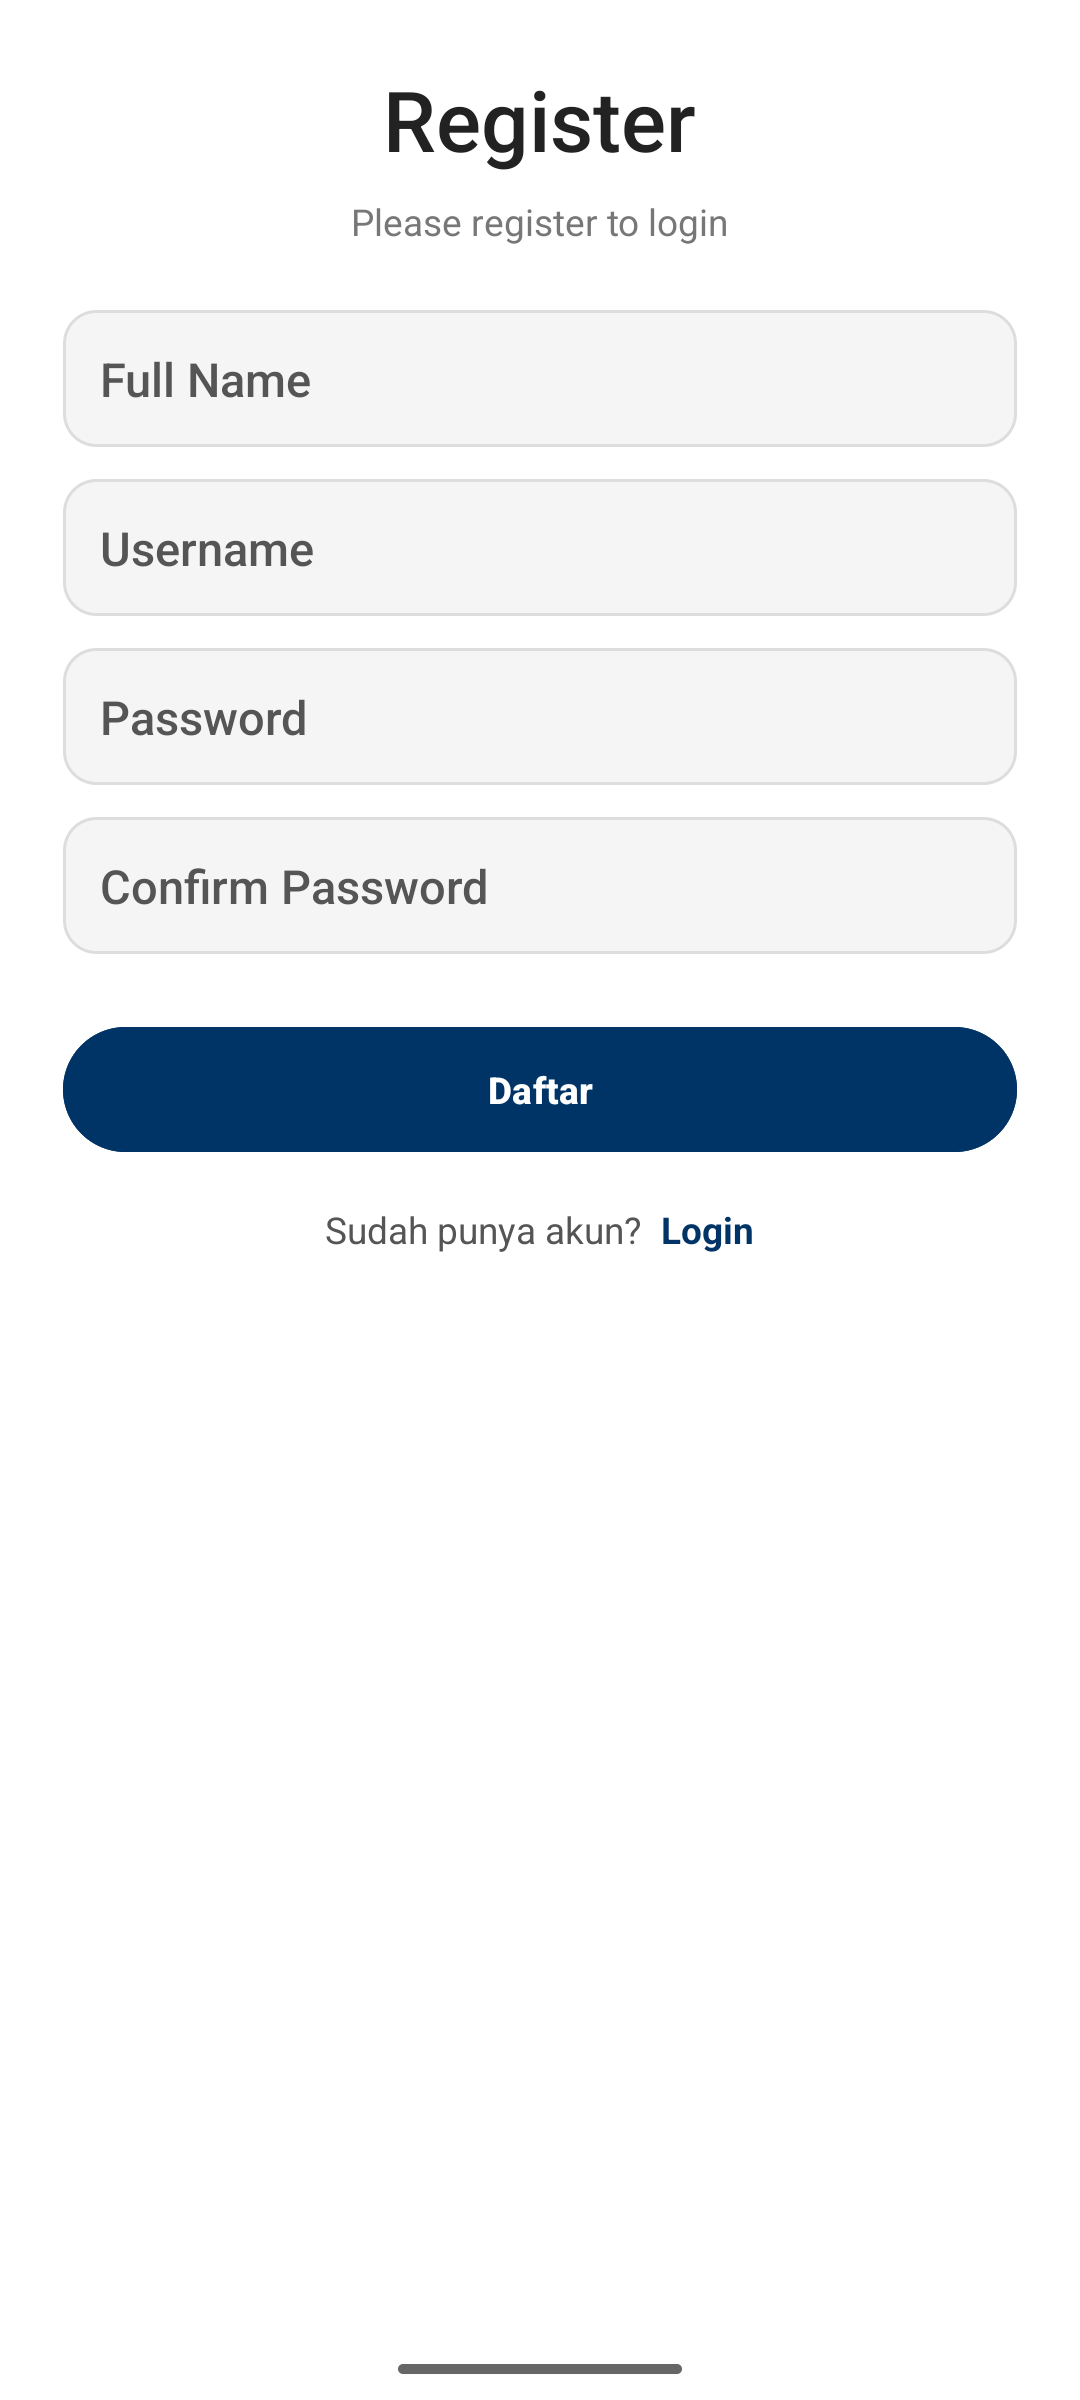 Register
Please register to login
Full Name
Username
Password
Confirm Password
Daftar
Sudah punya akun? Login